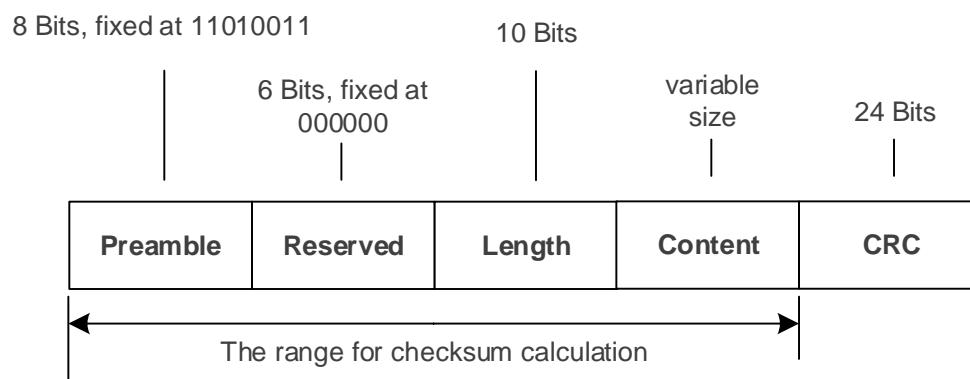 8 Bits, fixed at 11010011
10 Bits
6 Bits, fixed at
000000
variable
size
24 Bits
Preamble Reserved Length Content CRC
The range for checksum calculation